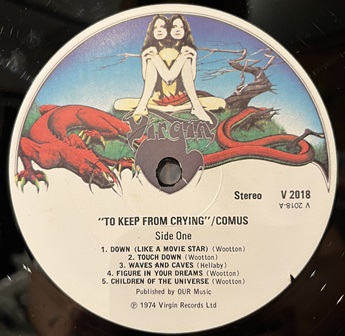 Virgin
Stereo V 2018
V 2018-A
"TO KEEP FROM CRYING"/COMUS
Side One
1. DOWN (LIKE A MOVIE STAR) (Wootton)
2. TOUCH DOWN (Wootton)
3. WAVES AND CAVES (Hellaby)
4. FIGURE IN YOUR DREAMS (Wootton)
5. CHILDREN OF THE UNIVERSE (Wootton)
Published by OUR Music
℗ 1974 Virgin Records Ltd